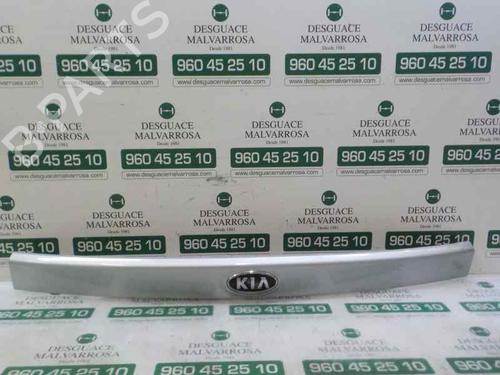 B-PARTS
DESGUACE
MALVARROSA
Desde 1981
960 45 25 10
www.desguacemalvarrosa.com
KIA